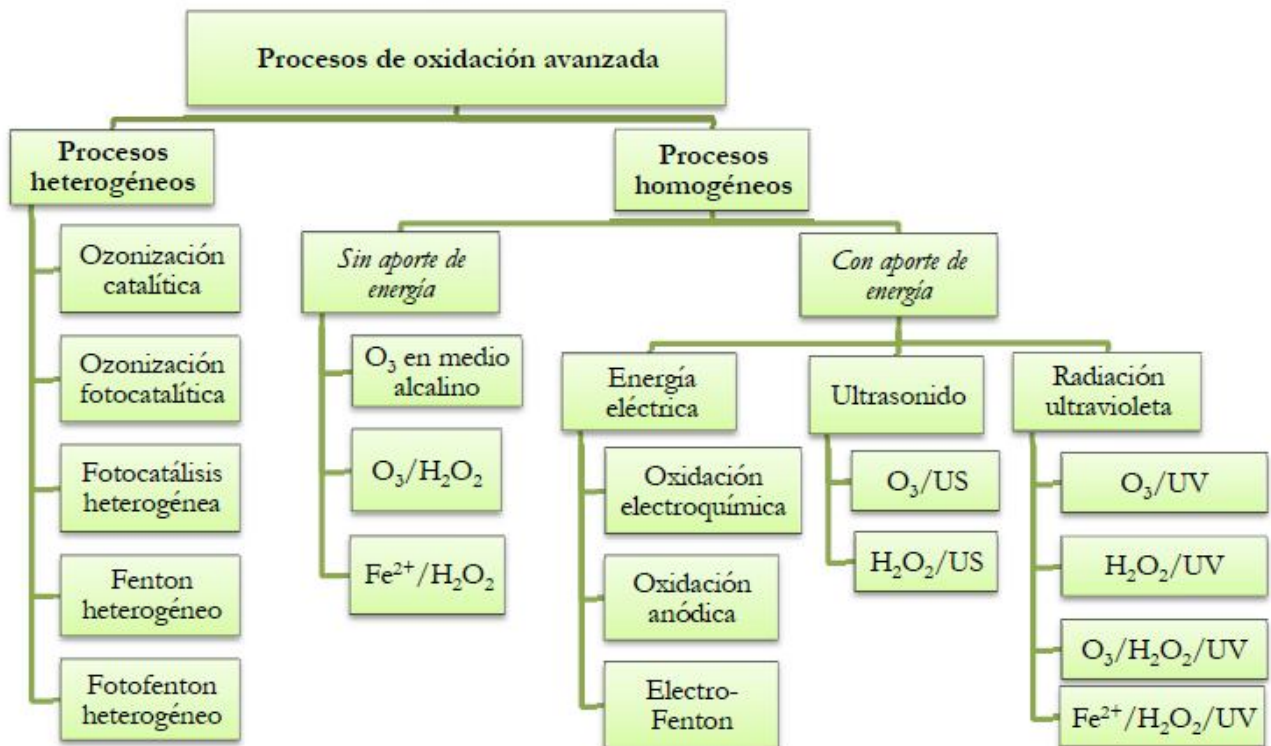 Procesos de oxidación avanzada
Procesos
heterogéneos
Ozonización
catalítica
Ozonización
fotocatalítica
Fotocatálisis
heterogénea
Fenton
heterogéneo
Fotofenton
heterogéneo
Procesos
homogéneos
Sin aporte de
energía
O₃ en medio
alcalino
O₃/H₂O₂
Fe²⁺/H₂O₂
Con aporte de
energía
Energía
eléctrica
Oxidación
electroquímica
Oxidación
anódica
Electro-
Fenton
Ultrasonido
O₃/US
H₂O₂/US
Radiación
ultravioleta
O₃/UV
H₂O₂/UV
O₃/H₂O₂/UV
Fe²⁺/H₂O₂/UV